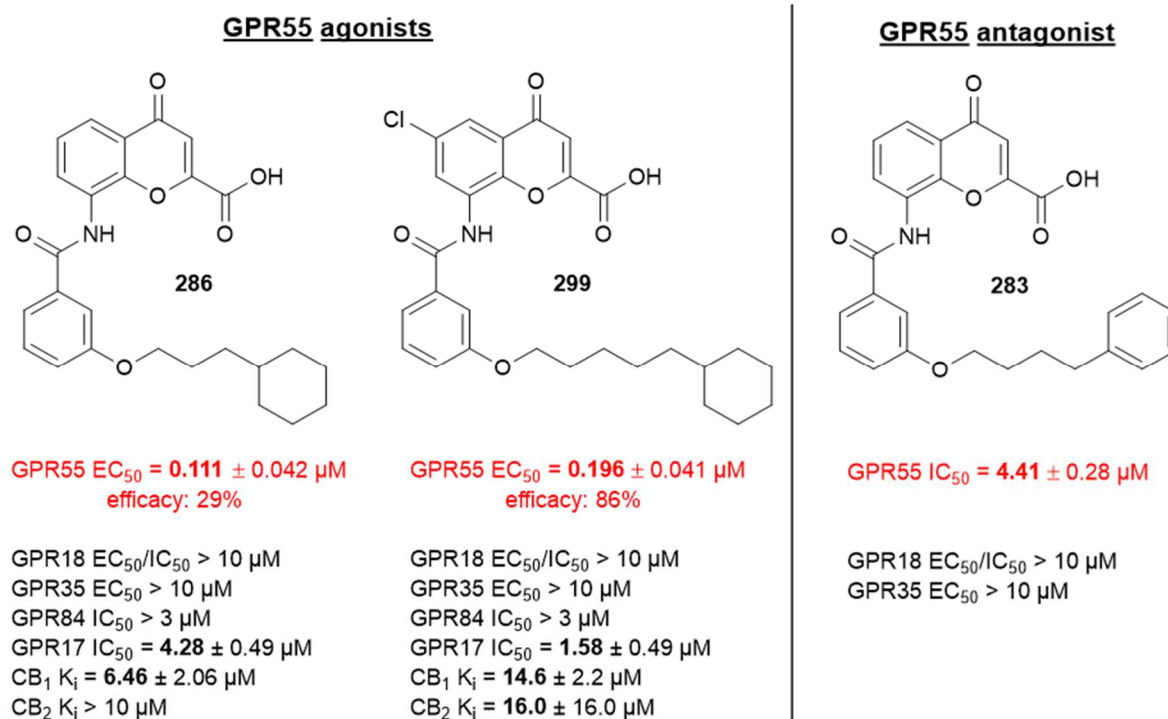 GPR55 agonists
O
Cl
O
OH
O
O
NH
O
286
O
OH
O
O
NH
O
299
O
GPR55 EC₅₀ = 0.111 ± 0.042 µM
efficacy: 29%
GPR55 EC₅₀ = 0.196 ± 0.041 µM
efficacy: 86%
GPR18 EC₅₀/IC₅₀ > 10 µM
GPR35 EC₅₀ > 10 µM
GPR84 IC₅₀ > 3 µM
GPR17 IC₅₀ = 4.28 ± 0.49 µM
CB₁ Kᵢ = 6.46 ± 2.06 µM
CB₂ Kᵢ > 10 µM
GPR18 EC₅₀/IC₅₀ > 10 µM
GPR35 EC₅₀ > 10 µM
GPR84 IC₅₀ > 3 µM
GPR17 IC₅₀ = 1.58 ± 0.49 µM
CB₁ Kᵢ = 14.6 ± 2.2 µM
CB₂ Kᵢ = 16.0 ± 16.0 µM
GPR55 antagonist
O
OH
O
O
NH
O
283
O
GPR55 IC₅₀ = 4.41 ± 0.28 µM
GPR18 EC₅₀/IC₅₀ > 10 µM
GPR35 EC₅₀ > 10 µM